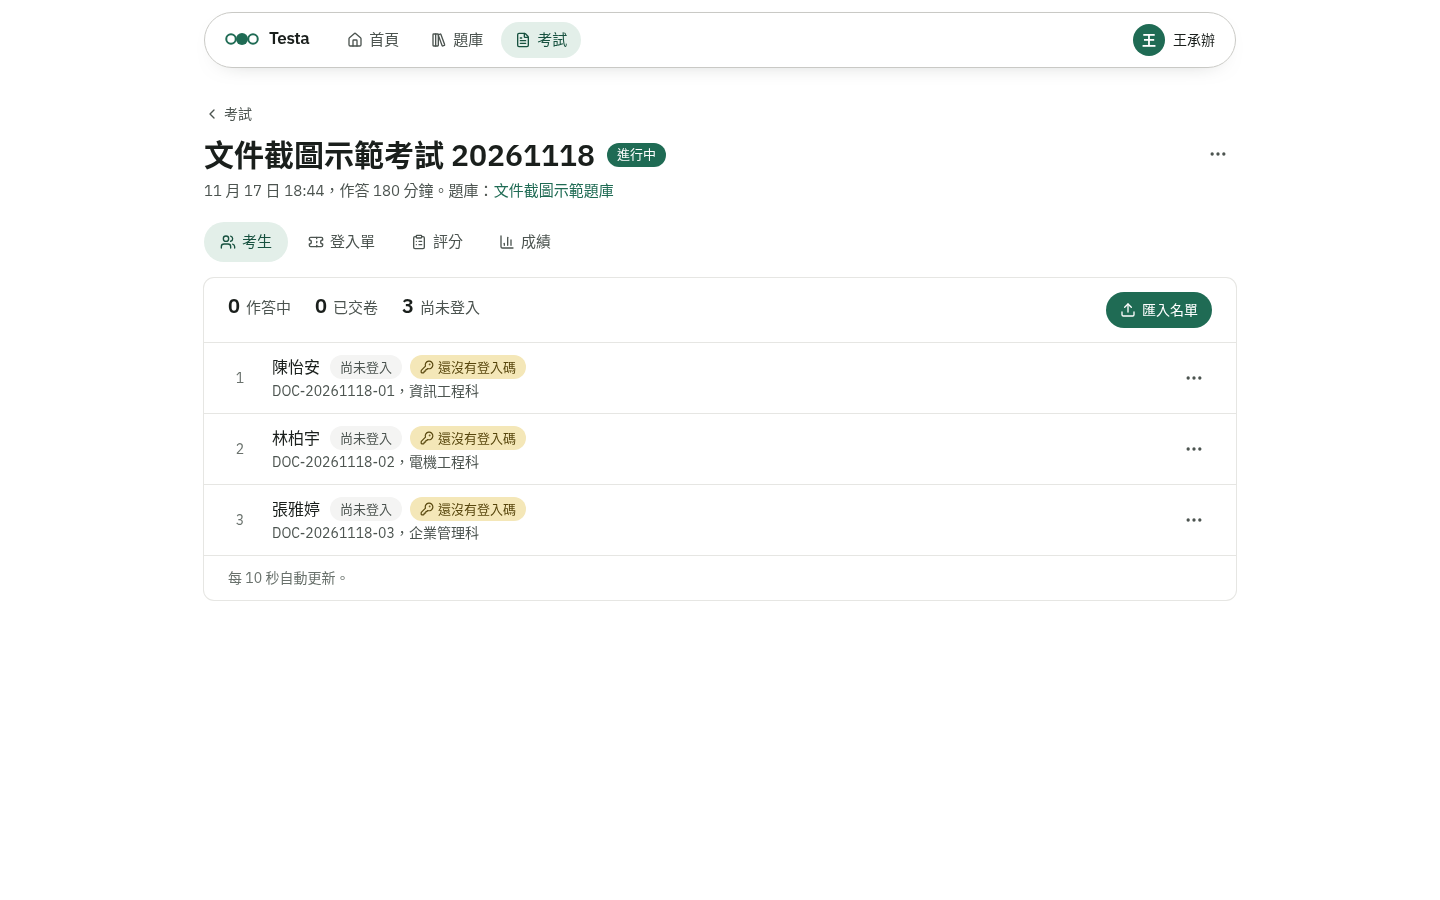 Testa
首頁
題庫
考試
王
王承辦
考試
文件截圖示範考試 20261118
進行中
11 月 17 日 18:44，作答 180 分鐘。題庫：文件截圖示範題庫
考生
登入單
評分
成績
0 作答中
0 已交卷
3 尚未登入
匯入名單
1
陳怡安
尚未登入
還沒有登入碼
DOC-20261118-01，資訊工程科
2
林柏宇
尚未登入
還沒有登入碼
DOC-20261118-02，電機工程科
3
張雅婷
尚未登入
還沒有登入碼
DOC-20261118-03，企業管理科
每 10 秒自動更新。